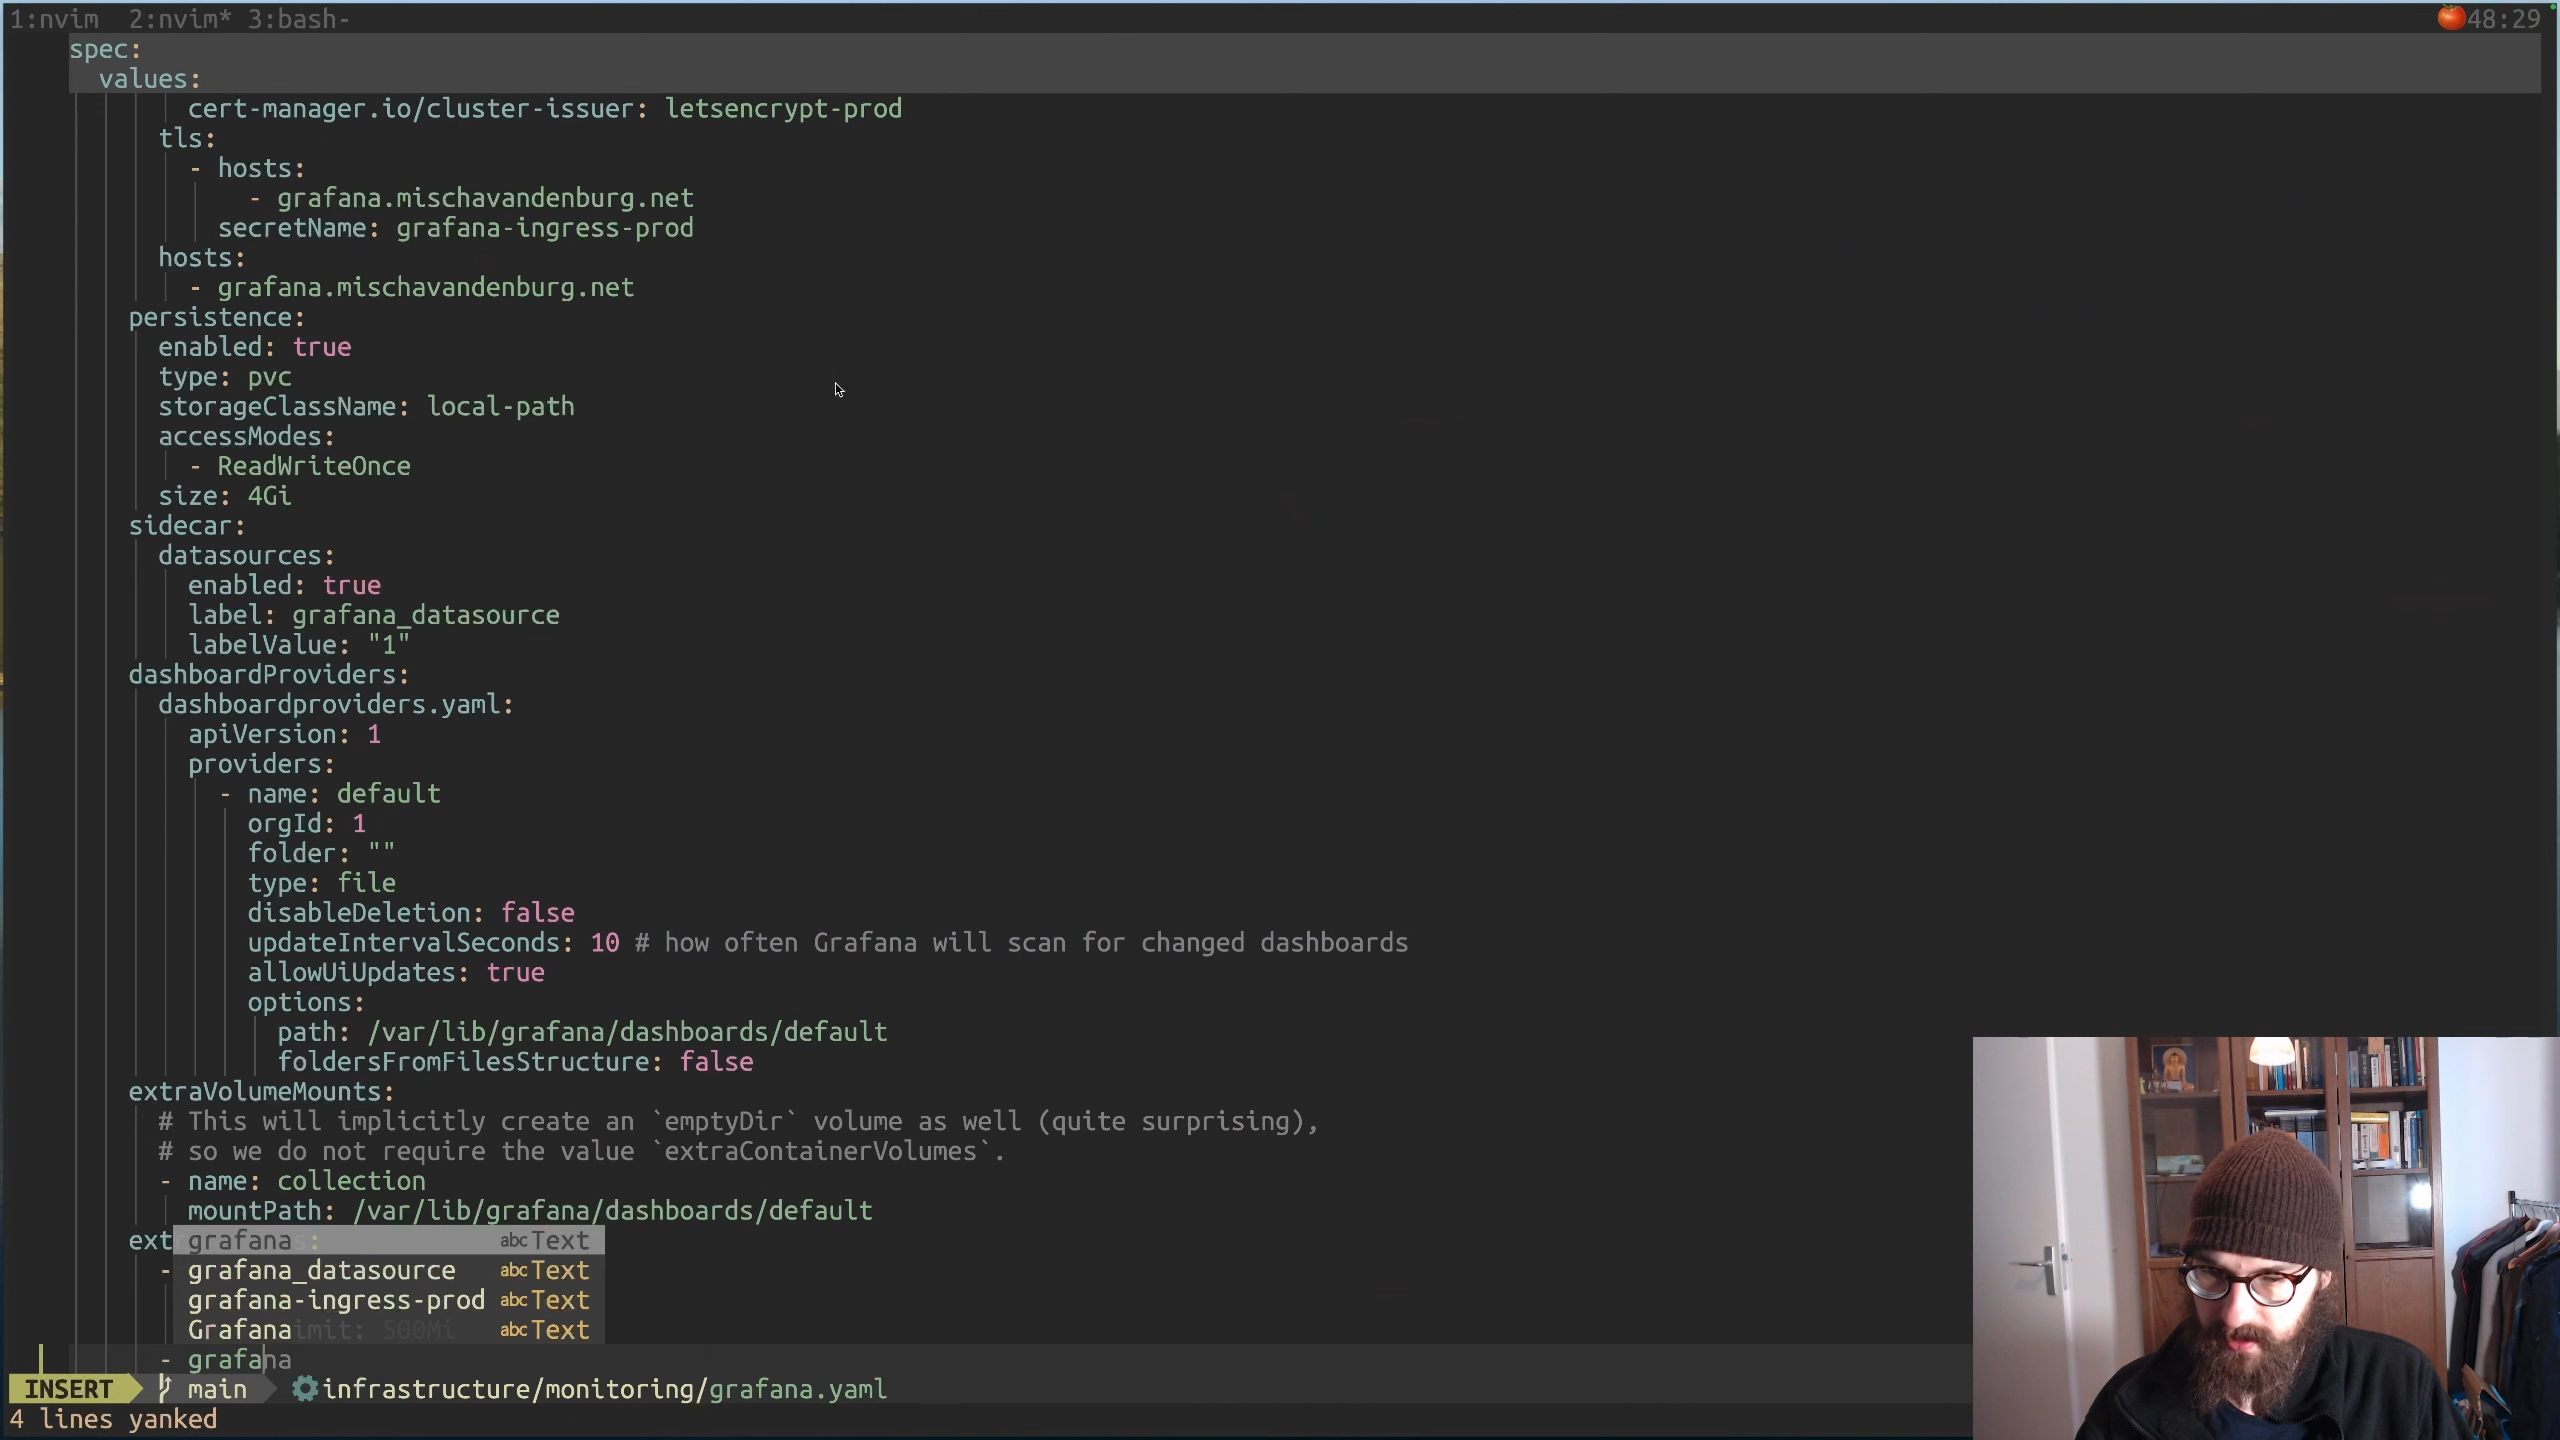 1:nvim  2:nvim* 3:bash-
48:29
spec:
values:
cert-manager.io/cluster-issuer: letsencrypt-prod
tls:
- hosts:
- grafana.mischavandenburg.net
secretName: grafana-ingress-prod
hosts:
- grafana.mischavandenburg.net
persistence:
enabled: true
type: pvc
storageClassName: local-path
accessModes:
- ReadWriteOnce
size: 4Gi
sidecar:
datasources:
enabled: true
label: grafana_datasource
labelValue: "1"
dashboardProviders:
dashboardproviders.yaml:
apiVersion: 1
providers:
- name: default
orgId: 1
folder: ""
type: file
disableDeletion: false
updateIntervalSeconds: 10 # how often Grafana will scan for changed dashboards
allowUiUpdates: true
options:
path: /var/lib/grafana/dashboards/default
foldersFromFilesStructure: false
extraVolumeMounts:
# This will implicitly create an `emptyDir` volume as well (quite surprising),
# so we do not require the value `extraContainerVolumes`.
- name: collection
mountPath: /var/lib/grafana/dashboards/default
ext grafana s: abc Text
- grafana_datasource abc Text
grafana-ingress-prod abc Text
Grafana imit: 500Mi abc Text
- grafana
INSERT main infrastructure/monitoring/grafana.yaml
4 lines yanked